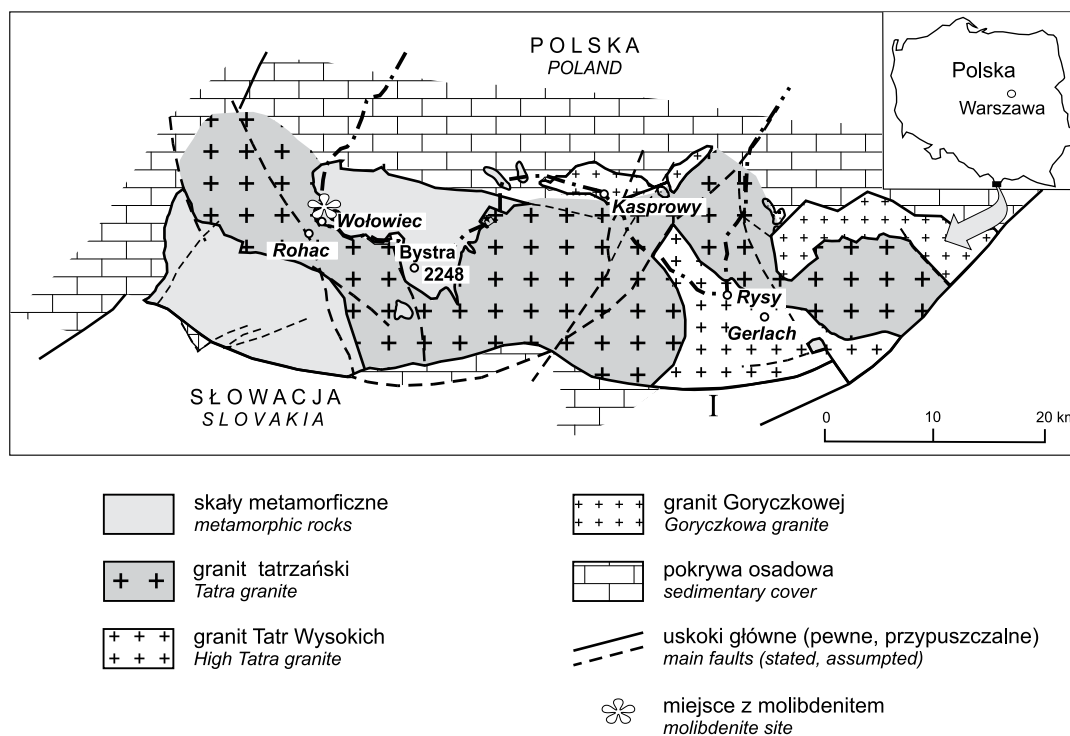 POLSKA
POLAND
Polska
Warszawa
Kasprowy
Wołowiec
Rohac
Bystra
2248
Rysy
Gerlach
SŁOWACJA
SLOVAKIA
I
0 10 20 km
skały metamorficzne
metamorphic rocks
granit tatrzański
Tatra granite
granit Tatr Wysokich
High Tatra granite
granit Goryczkowej
Goryczkowa granite
pokrywa osadowa
sedimentary cover
uskoki główne (pewne, przypuszczalne)
main faults (stated, assumpted)
miejsce z molibdenitem
molibdenite site